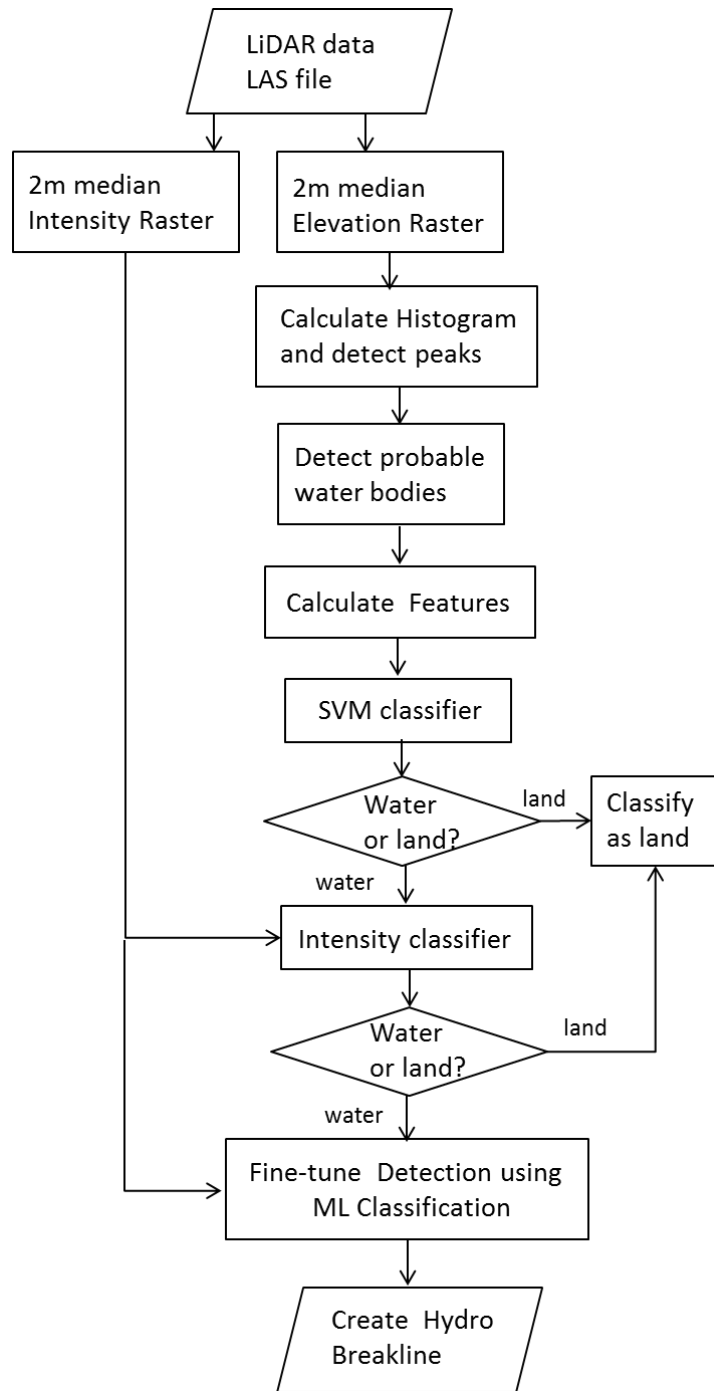 LiDAR data
LAS file
2m median
Intensity Raster
2m median
Elevation Raster
Calculate Histogram
and detect peaks
Detect probable
water bodies
Calculate Features
SVM classifier
Water
or land?
land
Classify
as land
water
Intensity classifier
Water
or land?
land
water
Fine-tune Detection using
ML Classification
Create Hydro
Breakline